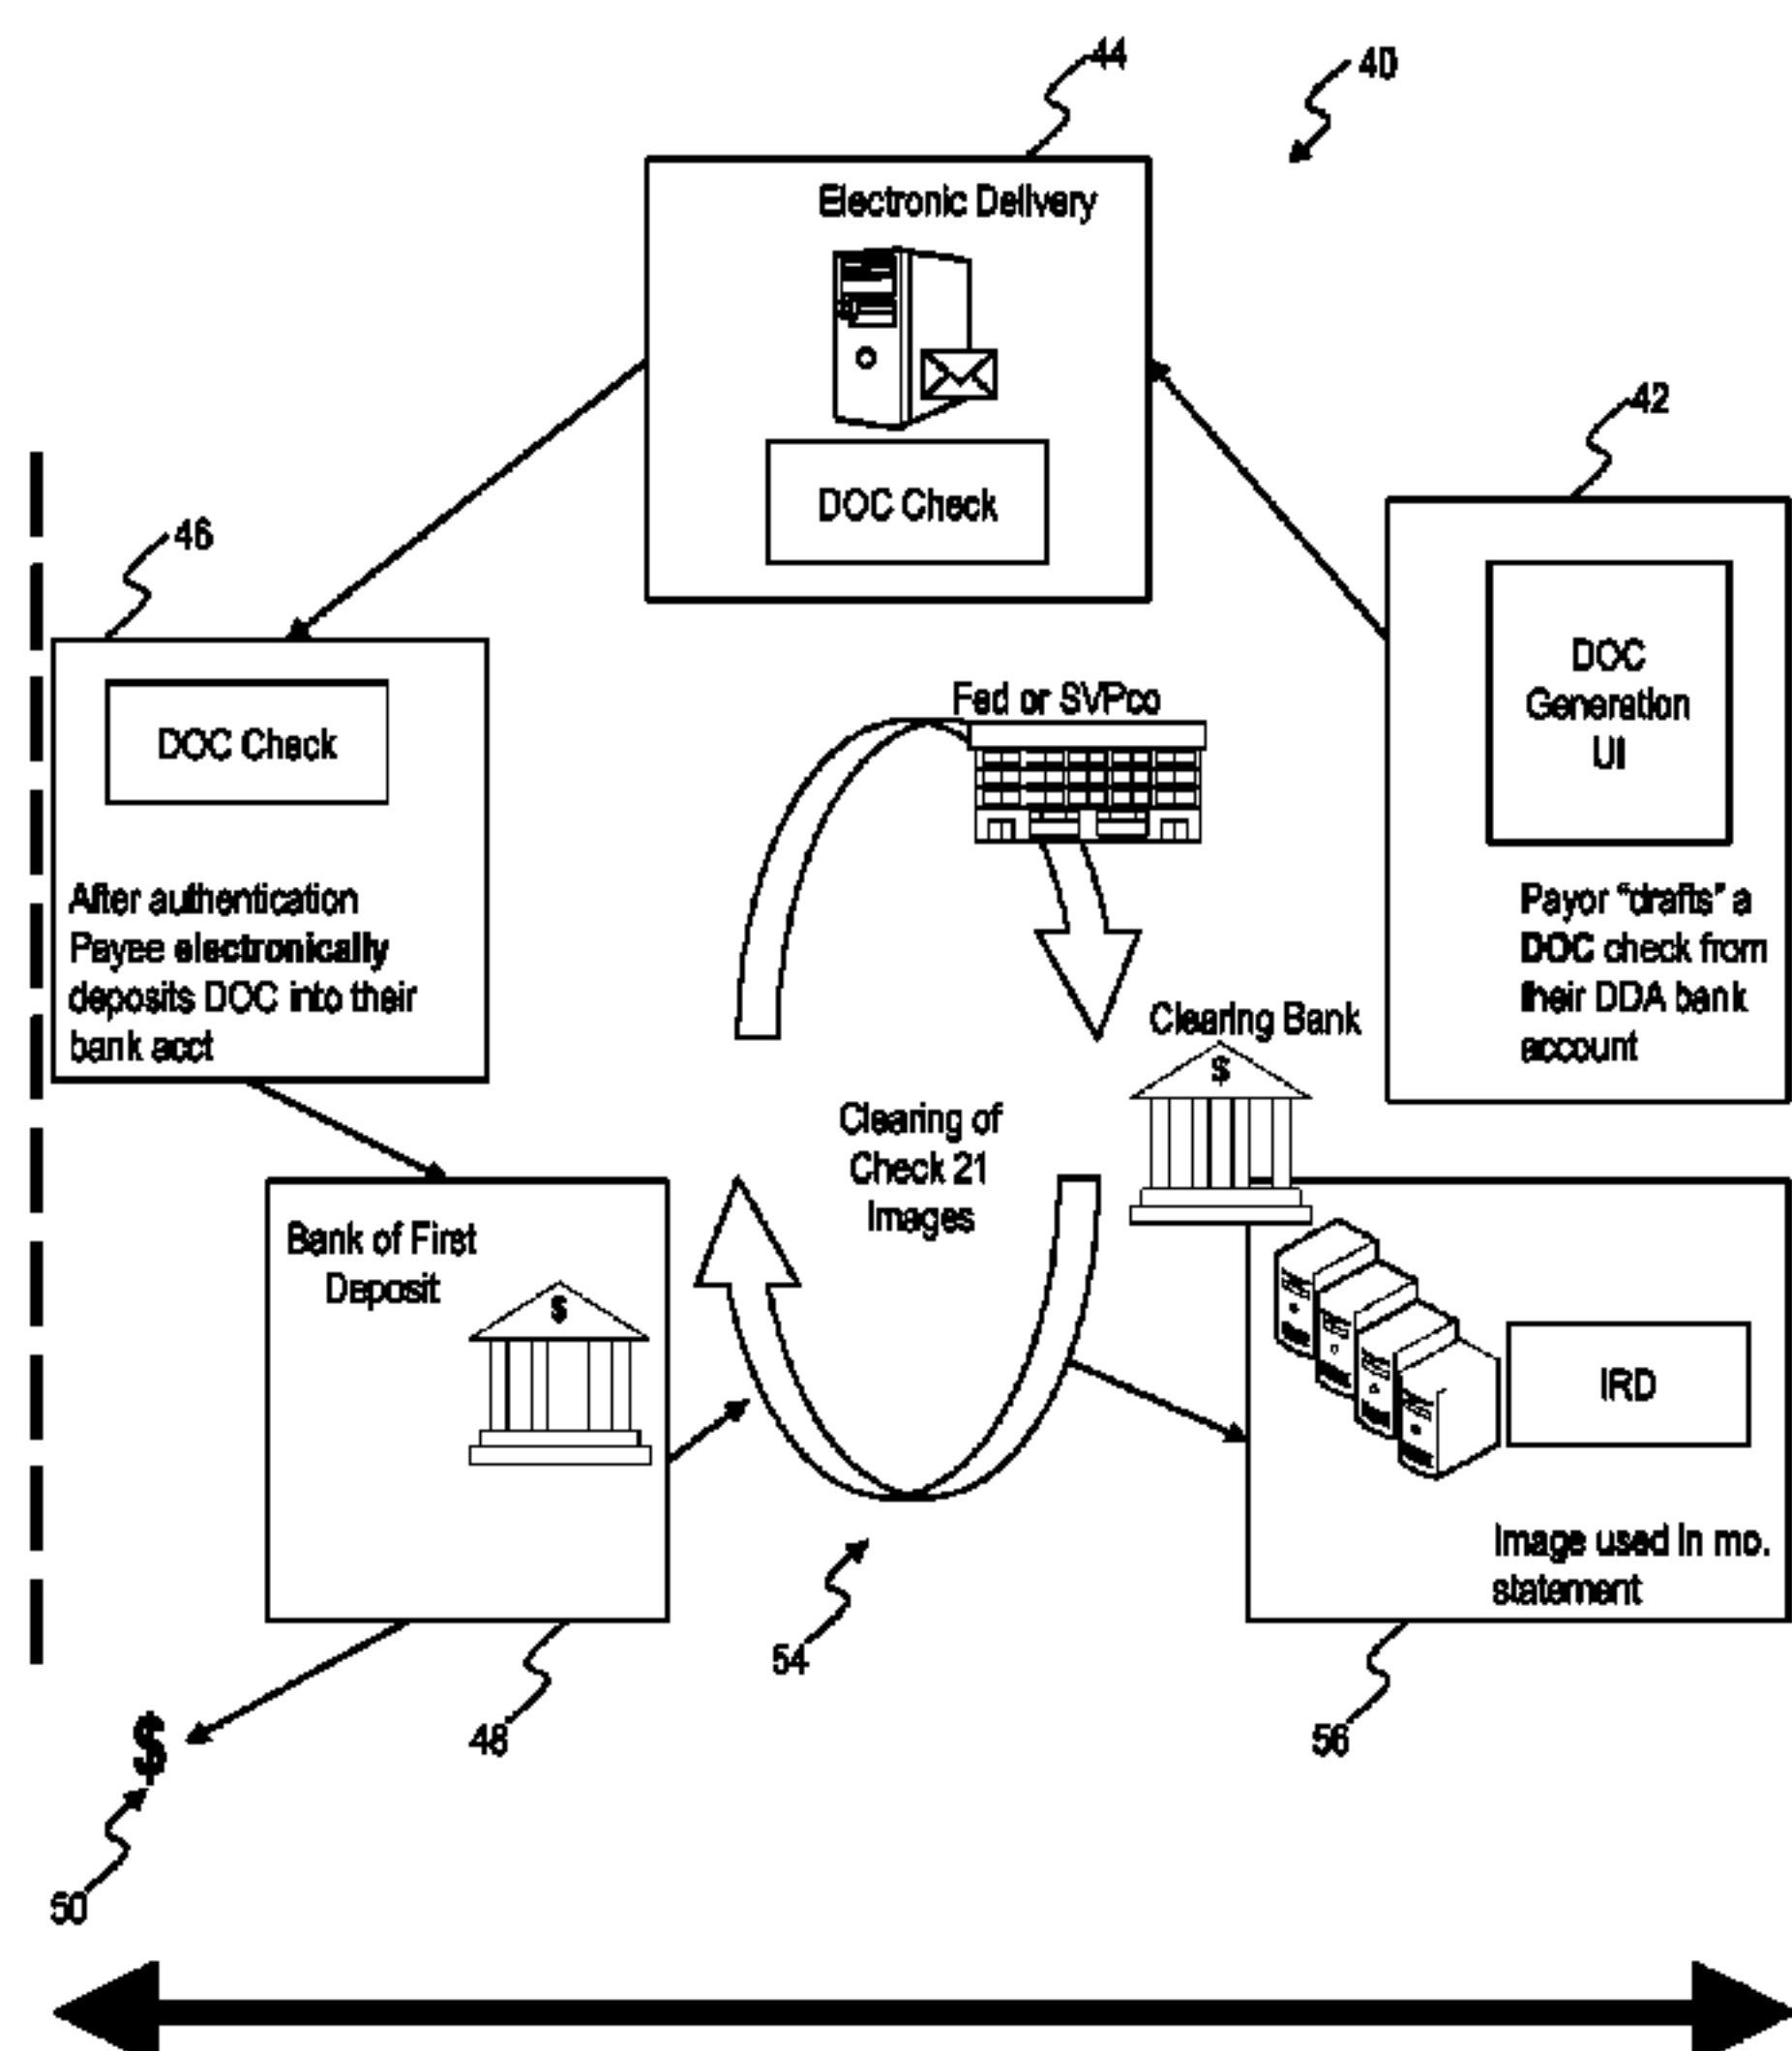 44
40
Electronic Delivery
42
DOC Check
46
DOC
Generation
UI
DOC Check
Fed or SVPco
After authentication
Payee electronically
deposits DOC into their
bank acct
Payor "drafts" a
DOC check from
their DDA bank
account
Clearing Bank
$
Clearing of
Check 21
Images
Bank of First
Deposit
$
IRD
Image used in mo.
statement
54
48
56
$
50